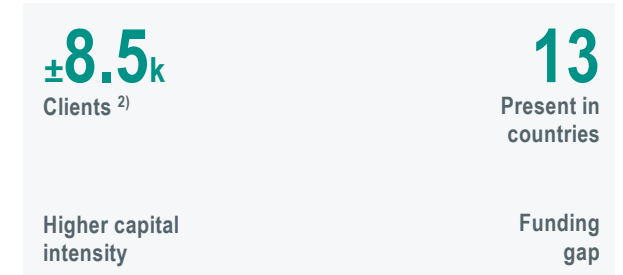 ±8.5k
Clients 2)
13
Present in
countries
Higher capital
intensity
Funding
gap